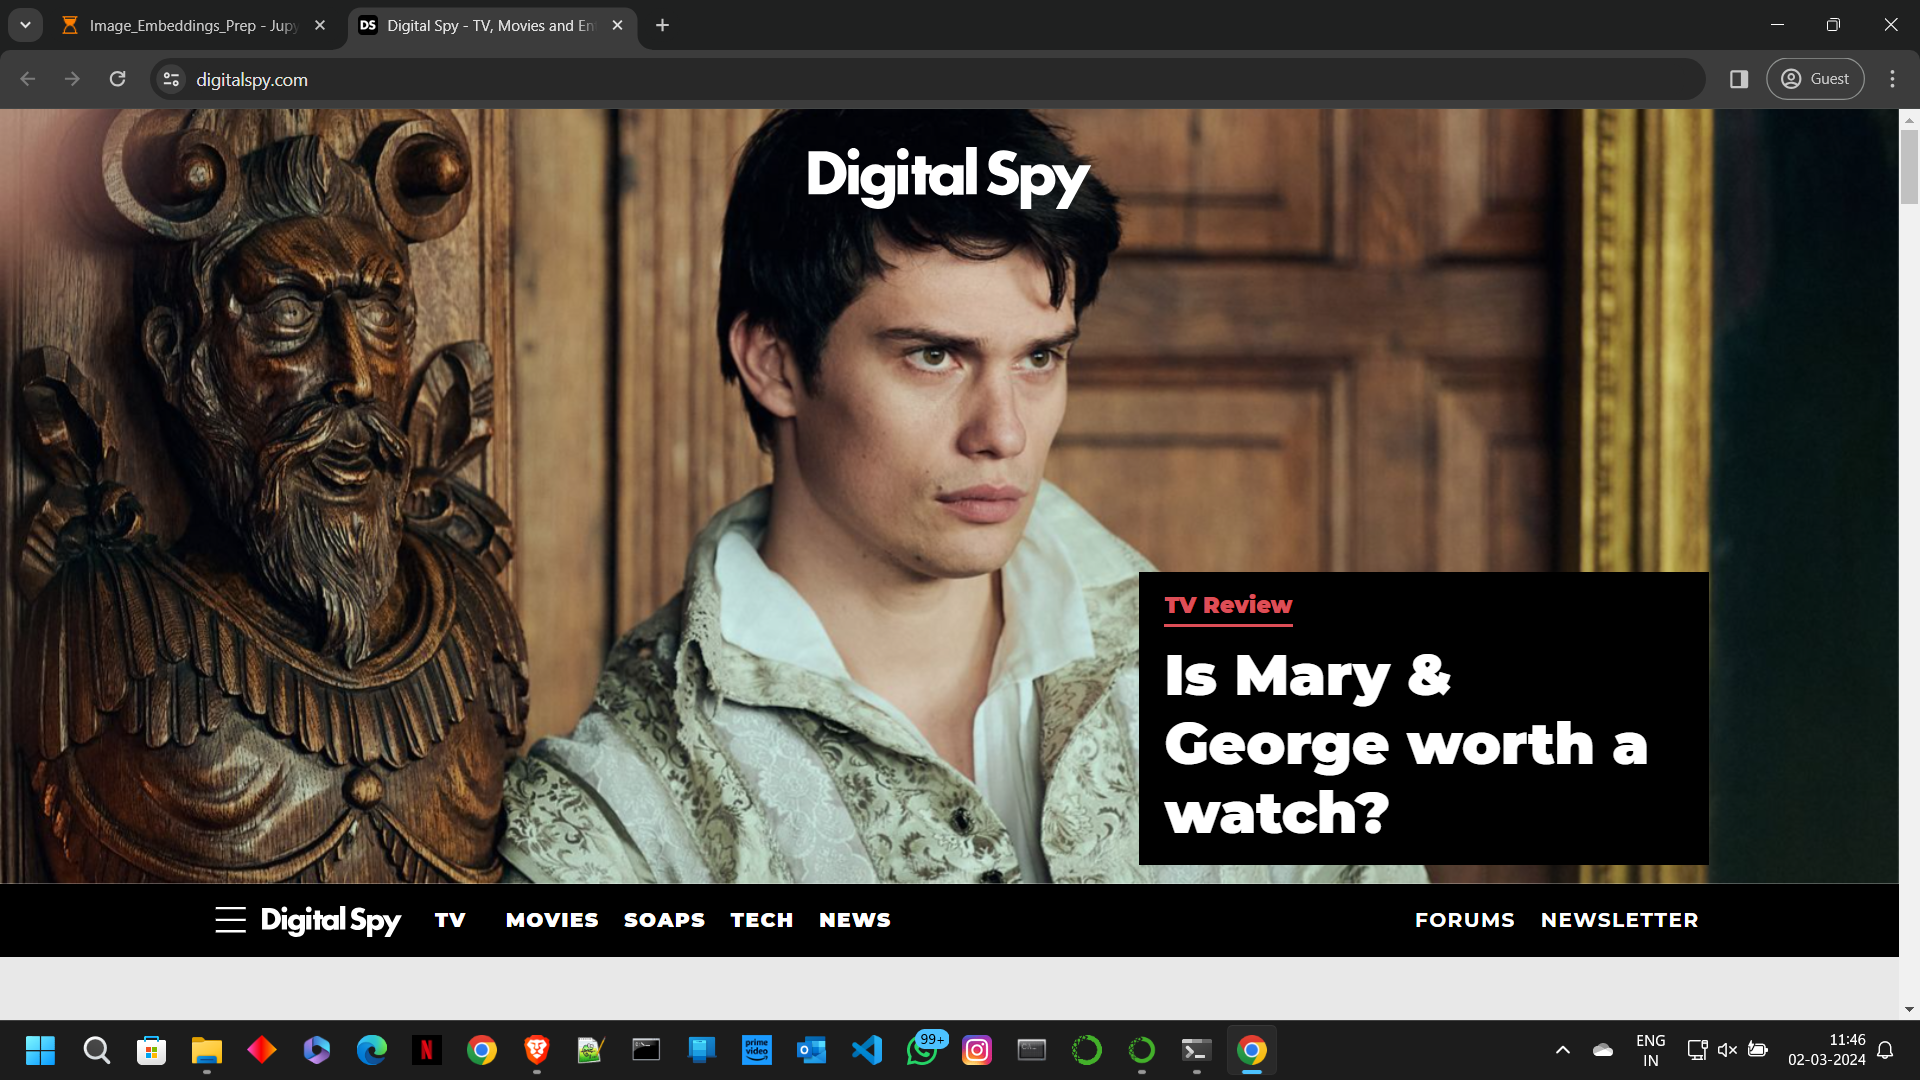 Image_Embeddings_Prep - Jupy
DS Digital Spy - TV, Movies and En
digitalspy.com
Guest
Digital Spy
TV Review
Is Mary &
George worth a
watch?
Digital Spy TV MOVIES SOAPS TECH NEWS FORUMS NEWSLETTER
N
prime
video
99+
ENG
IN
11:46
02-03-2024